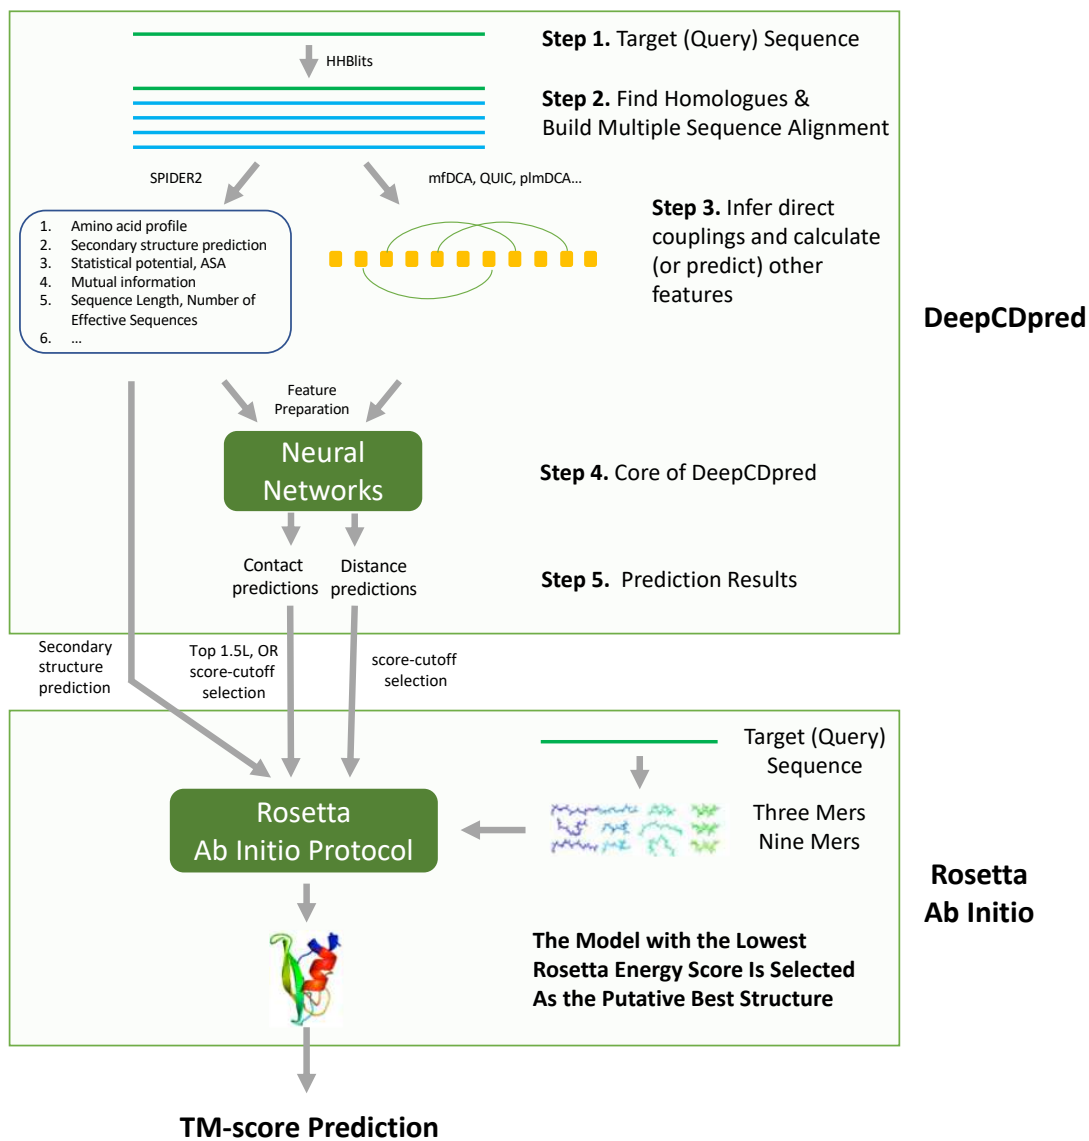 Step 1. Target (Query) Sequence
HHBlits
Step 2. Find Homologues &
Build Multiple Sequence Alignment
SPIDER2
mfDCA, QUIC, plmDCA...
1. Amino acid profile
2. Secondary structure prediction
3. Statistical potential, ASA
4. Mutual information
5. Sequence Length, Number of
Effective Sequences
6. ...
Step 3. Infer direct
couplings and calculate
(or predict) other
features
DeepCDpred
Feature
Preparation
Neural
Networks
Step 4. Core of DeepCDpred
Contact
predictions
Distance
predictions
Step 5. Prediction Results
Secondary
structure
prediction
Top 1.5L, OR
score-cutoff
selection
score-cutoff
selection
Target (Query)
Sequence
Three Mers
Nine Mers
Rosetta
Ab Initio Protocol
Rosetta
Ab Initio
The Model with the Lowest
Rosetta Energy Score Is Selected
As the Putative Best Structure
TM-score Prediction